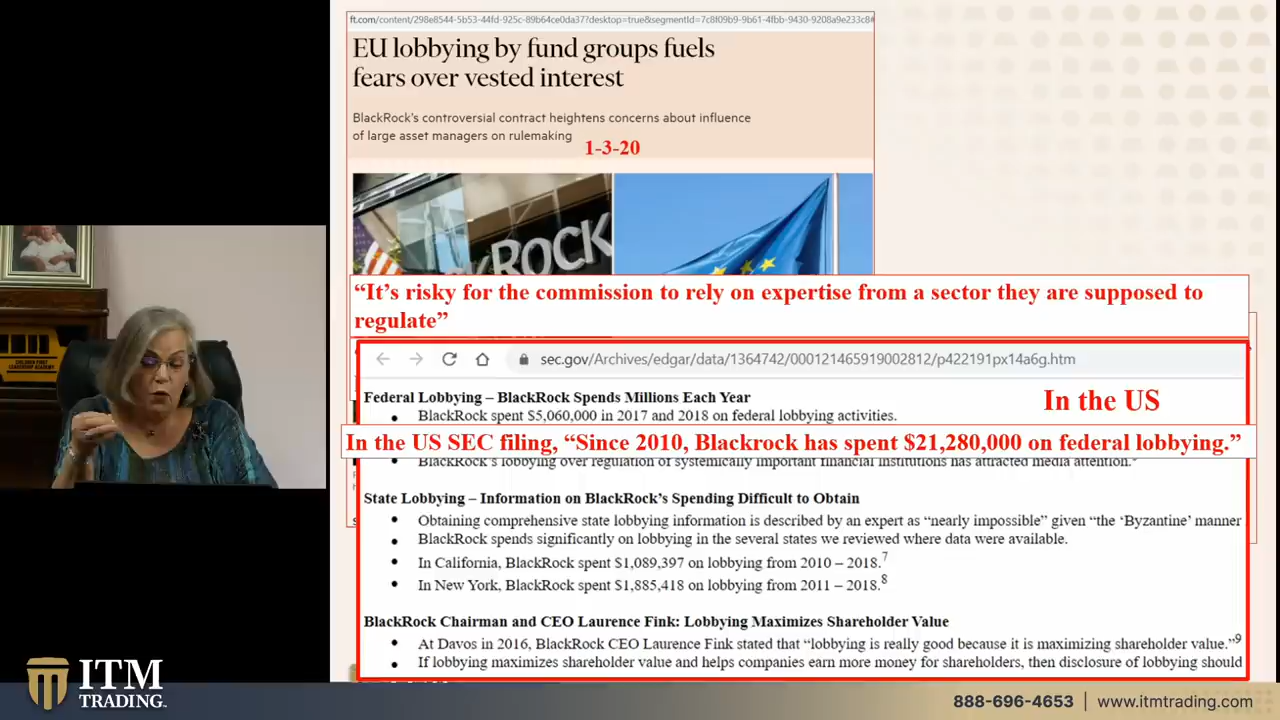 ft.com/content/298e8544-5b53-44fd-925c-89b64ce0da37?desktop=true&segmentId=7c8f09b9-9b61-4fbb-9430-9208a9e233c8#
EU lobbying by fund groups fuels
fears over vested interest
BlackRock's controversial contract heightens concerns about influence
of large asset managers on rulemaking
1-3-20
ROCK
“It’s risky for the commission to rely on expertise from a sector they are supposed to
regulate”
sec.gov/Archives/edgar/data/1364742/000121465919002812/p422191px14a6g.htm
Federal Lobbying – BlackRock Spends Millions Each Year
In the US
• BlackRock spent $5,060,000 in 2017 and 2018 on federal lobbying activities.
In the US SEC filing, “Since 2010, Blackrock has spent $21,280,000 on federal lobbying.”
• BlackRock's lobbying over regulation of systemically important financial institutions has attracted media attention.
State Lobbying – Information on BlackRock's Spending Difficult to Obtain
• Obtaining comprehensive state lobbying information is described by an expert as “nearly impossible” given “the ‘Byzantine’ manner
• BlackRock spends significantly on lobbying in the several states we reviewed where data were available.
• In California, BlackRock spent $1,089,397 on lobbying from 2010 – 2018.7
• In New York, BlackRock spent $1,885,418 on lobbying from 2011 – 2018.8
BlackRock Chairman and CEO Laurence Fink: Lobbying Maximizes Shareholder Value
• At Davos in 2016, BlackRock CEO Laurence Fink stated that “lobbying is really good because it is maximizing shareholder value.”9
• If lobbying maximizes shareholder value and helps companies earn more money for shareholders, then disclosure of lobbying should
CHILDREN FIRST
LEADERSHIP ACADEMY
ITM
TRADING
888-696-4653 | www.itmtrading.com